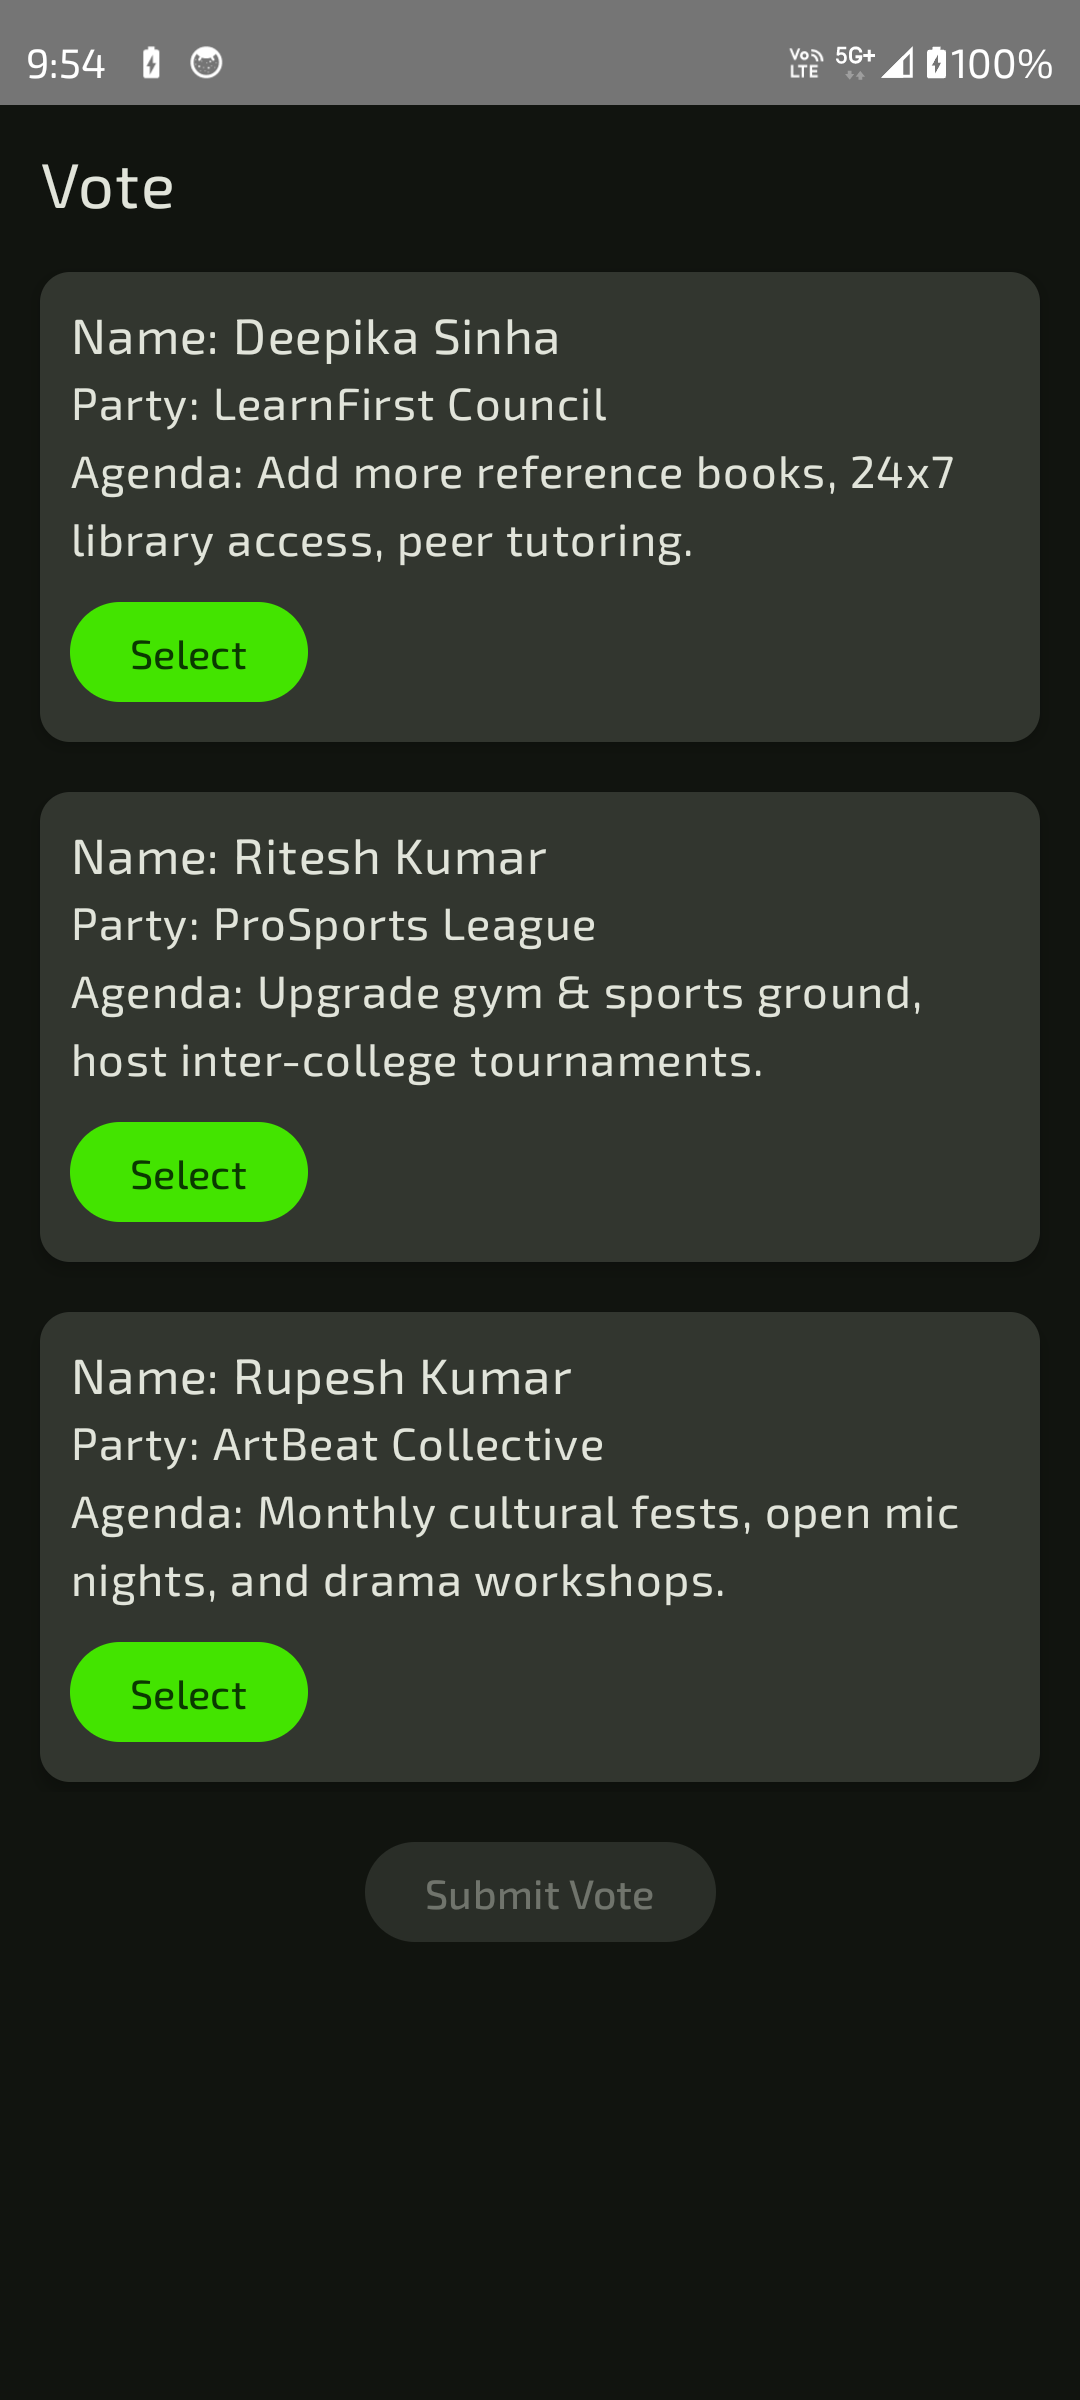 9:54
Vo LTE 5G+ 100%
Vote
Name: Deepika Sinha
Party: LearnFirst Council
Agenda: Add more reference books, 24x7
library access, peer tutoring.
Select
Name: Ritesh Kumar
Party: ProSports League
Agenda: Upgrade gym & sports ground,
host inter-college tournaments.
Select
Name: Rupesh Kumar
Party: ArtBeat Collective
Agenda: Monthly cultural fests, open mic
nights, and drama workshops.
Select
Submit Vote